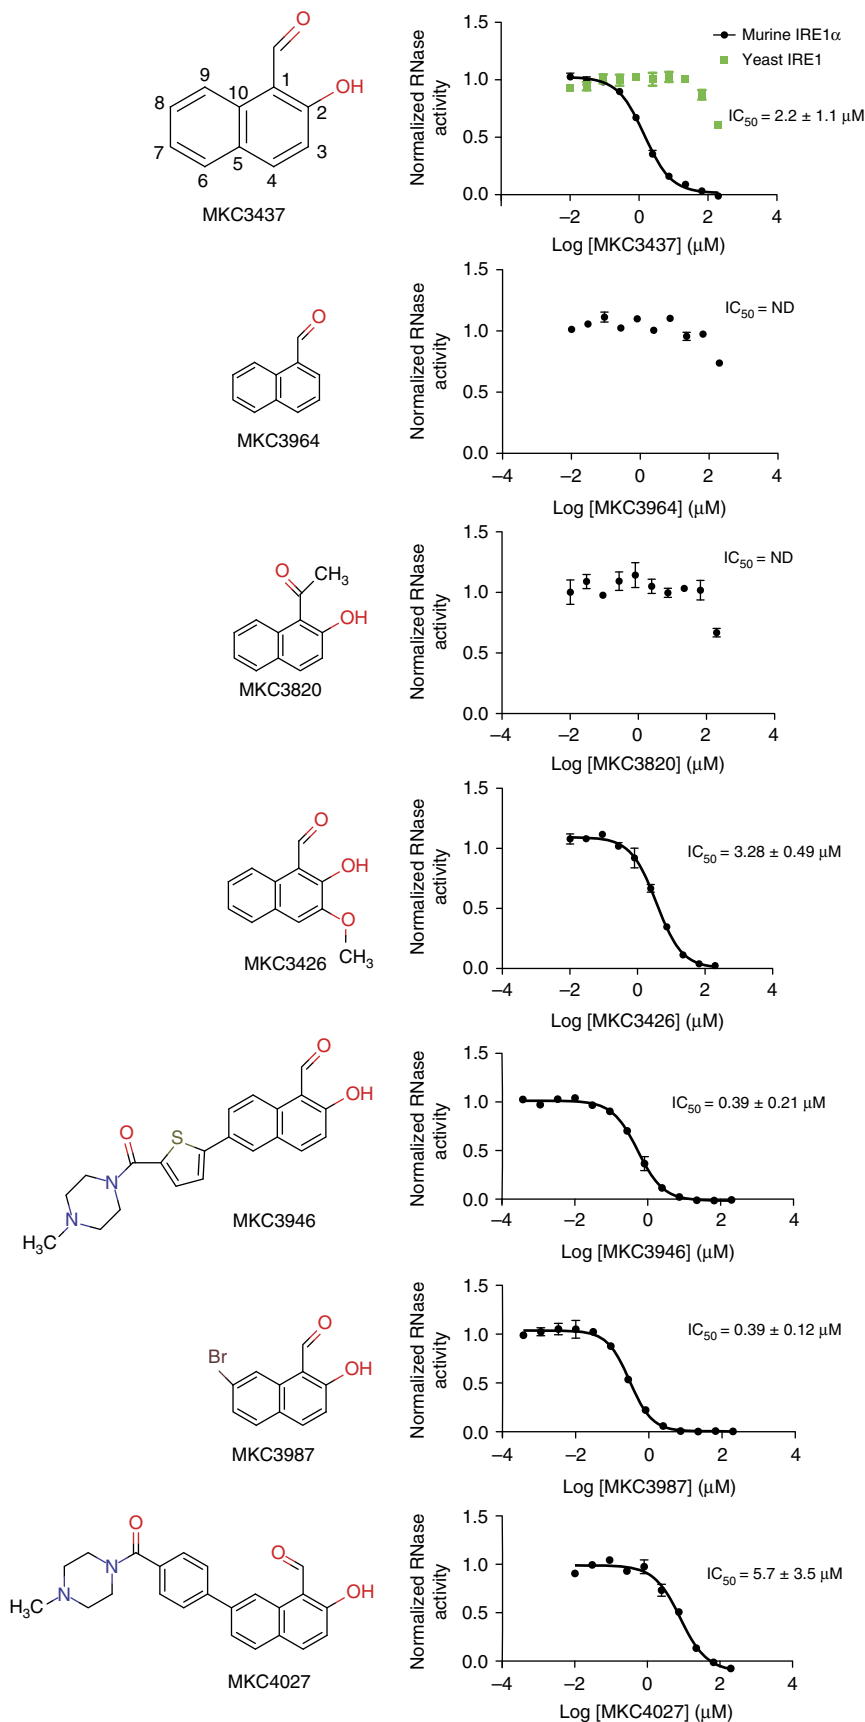 O
OH
1
2
3
4
5
6
7
8
9
10
MKC3437
Normalized RNase
activity
1.5
1.0
0.5
0.0
Murine IRE1α
Yeast IRE1
IC50 = 2.2 ± 1.1 μM
–4 –2 0 2 4
Log [MKC3437] (μM)
O
MKC3964
Normalized RNase
activity
1.5
1.0
0.5
0.0
IC50 = ND
–4 –2 0 2 4
Log [MKC3964] (μM)
O
CH3
OH
MKC3820
Normalized RNase
activity
1.5
1.0
0.5
0.0
IC50 = ND
–4 –2 0 2 4
Log [MKC3820] (μM)
O
OH
O
CH3
MKC3426
Normalized RNase
activity
1.5
1.0
0.5
0.0
IC50 = 3.28 ± 0.49 μM
–4 –2 0 2 4
Log [MKC3426] (μM)
O
OH
S
O
N
N
H3C
MKC3946
Normalized RNase
activity
1.5
1.0
0.5
0.0
IC50 = 0.39 ± 0.21 μM
–4 –2 0 2 4
Log [MKC3946] (μM)
O
Br
OH
MKC3987
Normalized RNase
activity
1.5
1.0
0.5
0.0
IC50 = 0.39 ± 0.12 μM
–4 –2 0 2 4
Log [MKC3987] (μM)
O
O
N
OH
N
H3C
MKC4027
Normalized RNase
activity
1.5
1.0
0.5
0.0
IC50 = 5.7 ± 3.5 μM
–4 –2 0 2 4
Log [MKC4027] (μM)